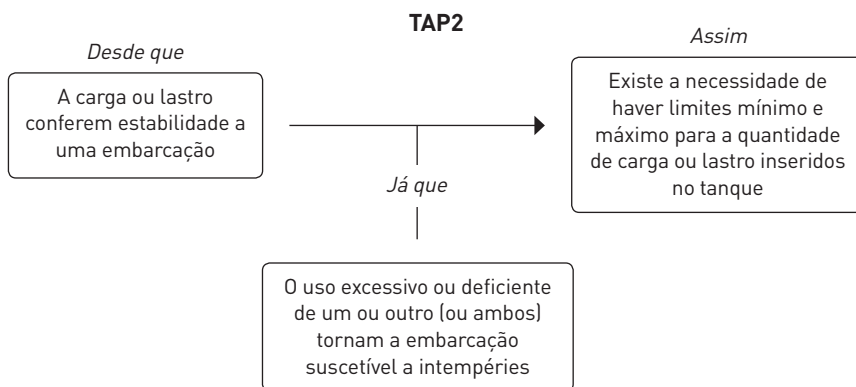 TAP2
Desde que
A carga ou lastro
conferem estabilidade a
uma embarcação
Assim
Existe a necessidade de
haver limites mínimo e
máximo para a quantidade
de carga ou lastro inseridos
no tanque
Já que
O uso excessivo ou deficiente
de um ou outro (ou ambos)
tornam a embarcação
suscetível a intempéries